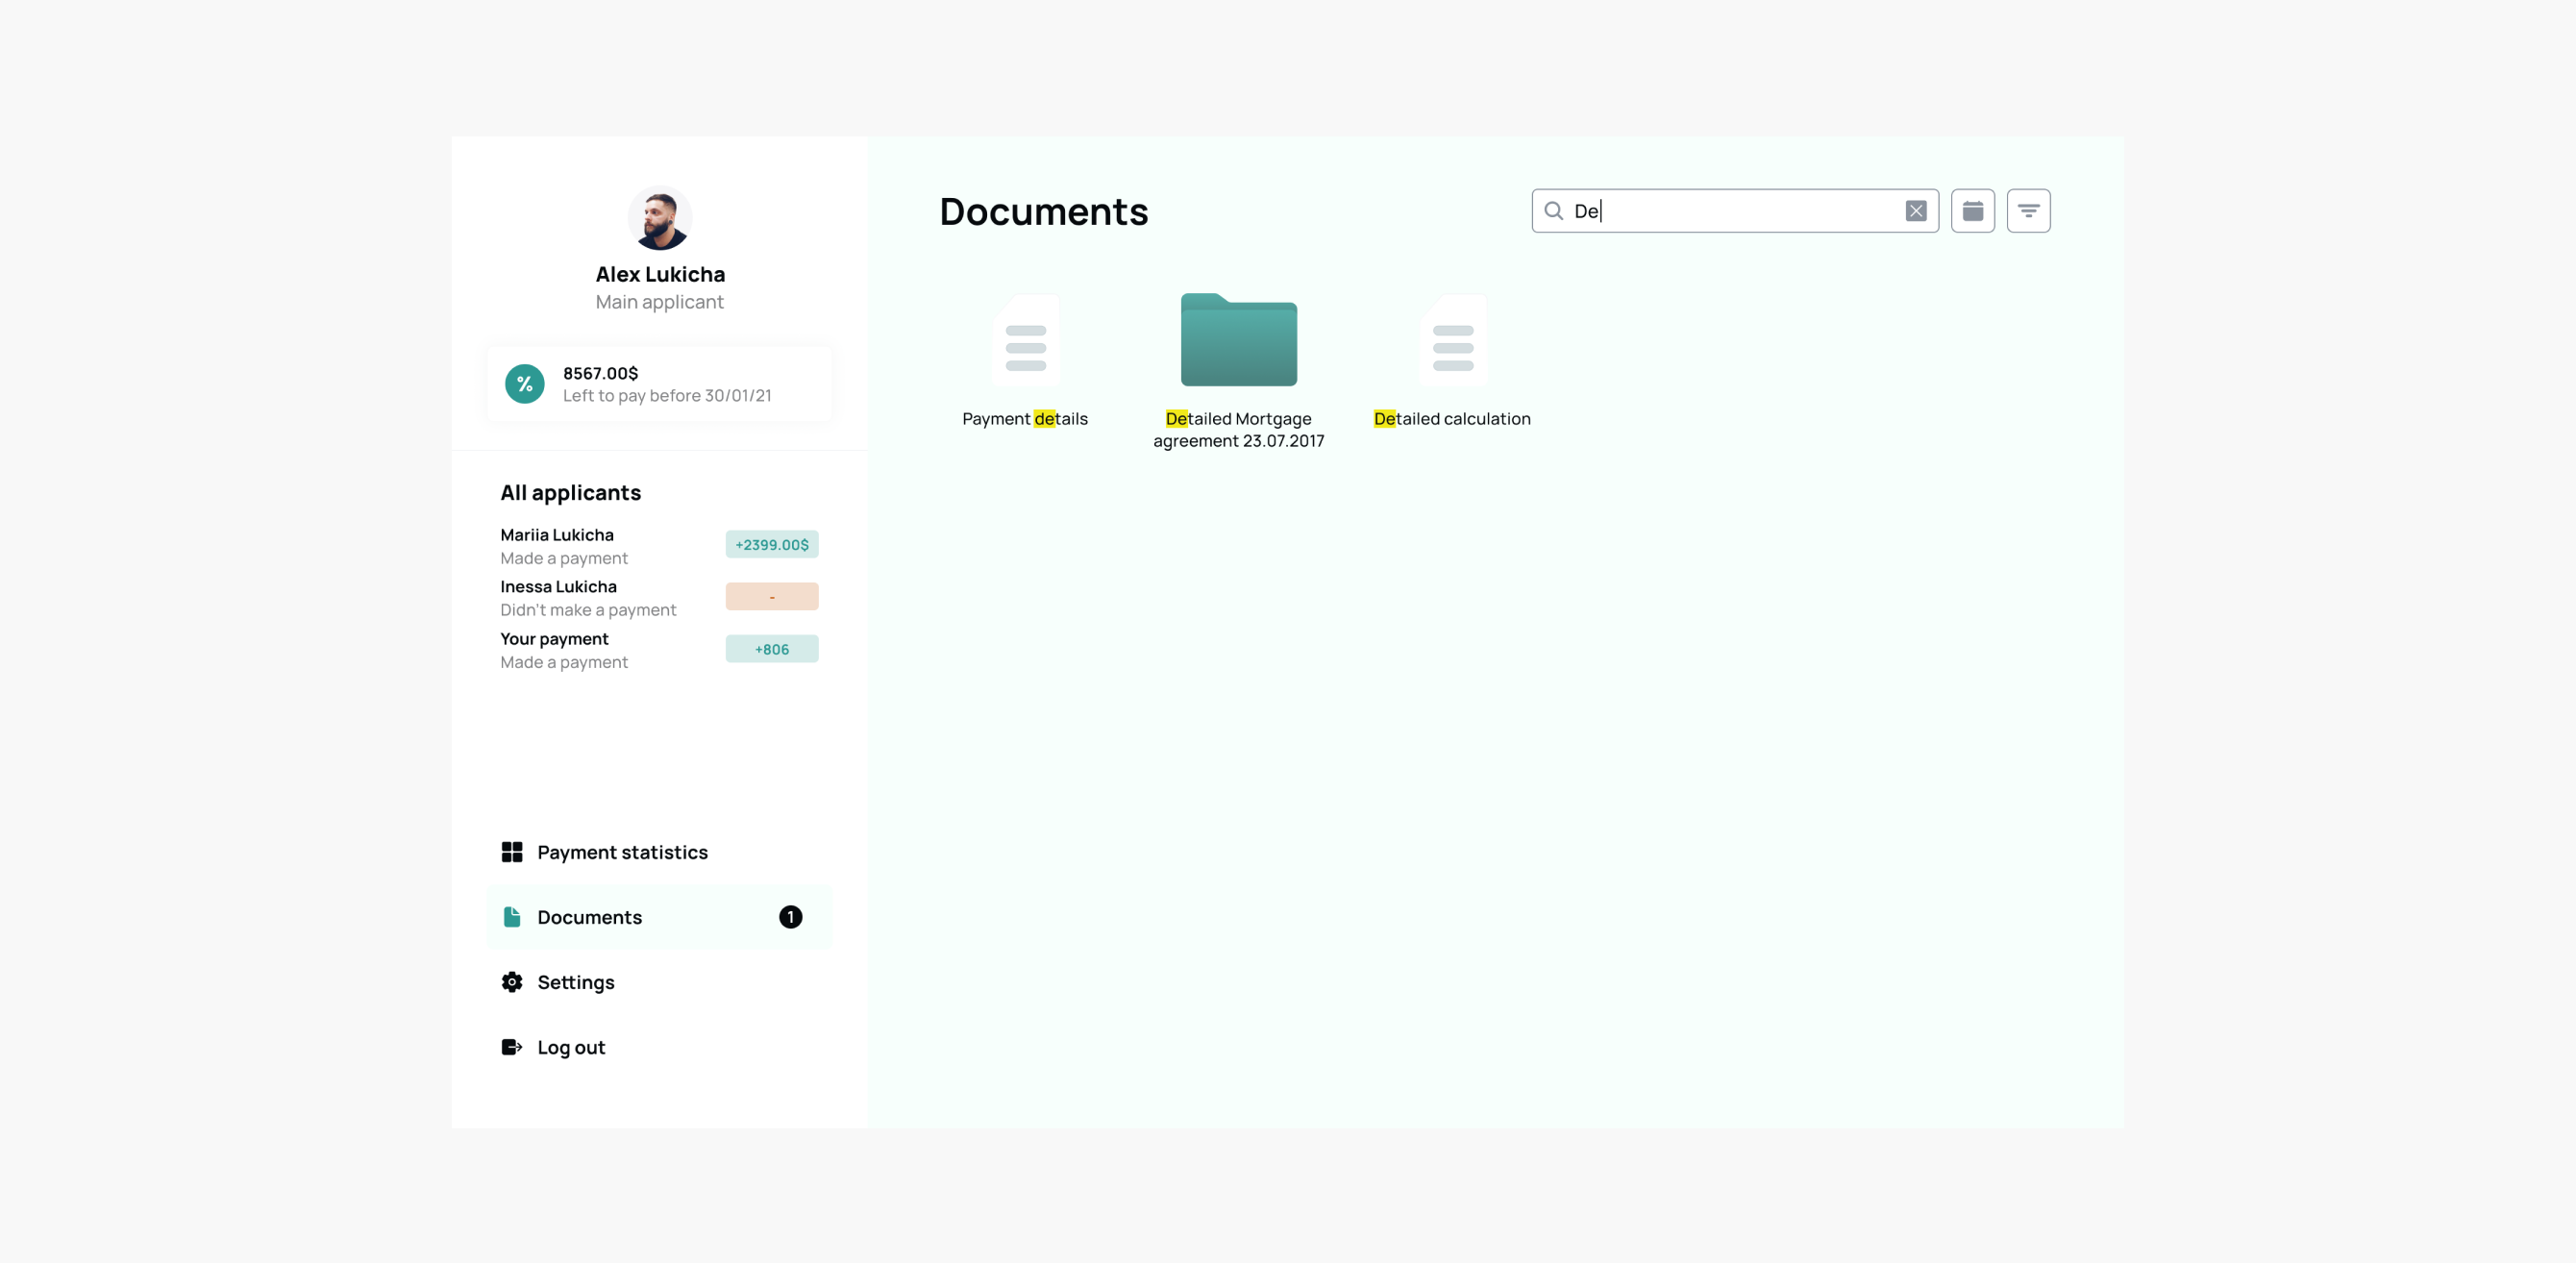 Alex Lukicha
Main applicant
%
8567.00$
Left to pay before 30/01/21
All applicants
Mariia Lukicha
Made a payment
+2399.00$
Inessa Lukicha
Didn't make a payment
-
Your payment
Made a payment
+806
Payment statistics
Documents
1
Settings
Log out
Documents
De
Payment details
Detailed Mortgage
agreement 23.07.2017
Detailed calculation